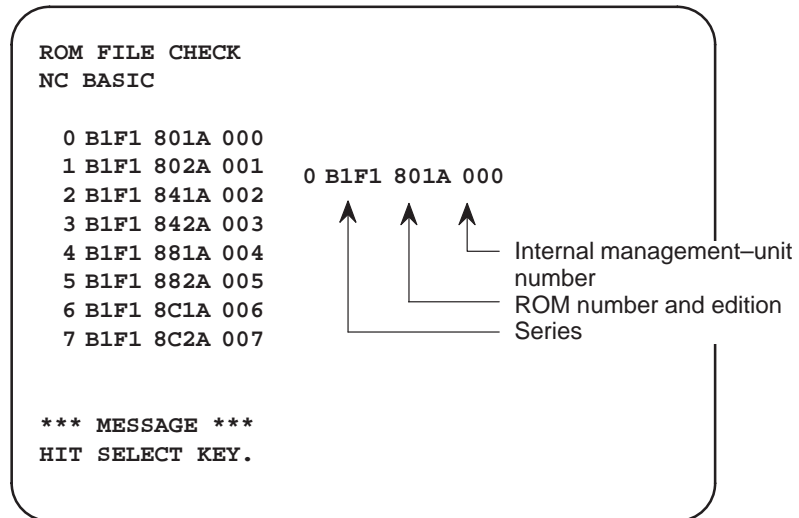 ROM FILE CHECK
NC BASIC
0 B1F1 801A 000
1 B1F1 802A 001
2 B1F1 841A 002
3 B1F1 842A 003
4 B1F1 881A 004
5 B1F1 882A 005
6 B1F1 8C1A 006
7 B1F1 8C2A 007
0 B1F1 801A 000
Internal management–unit
number
ROM number and edition
Series
*** MESSAGE ***
HIT SELECT KEY.